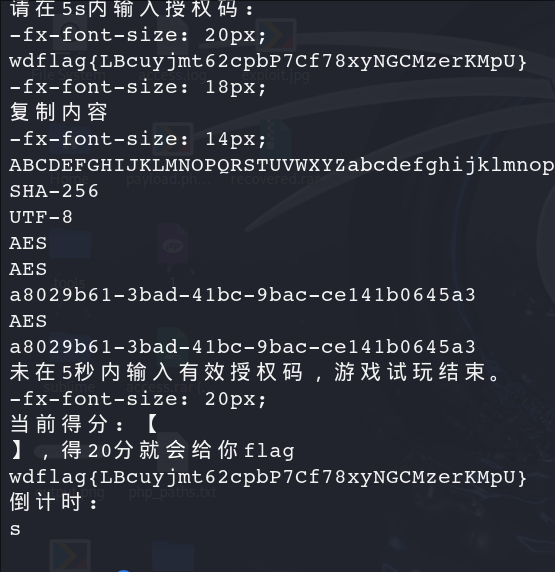 请在5s内输入授权码：
-fx-font-size: 20px;
wdflag{LBcuyjmt62cpbP7Cf78xyNGCMzerKMpU}
-fx-font-size: 18px;
复制内容
-fx-font-size: 14px;
ABCDEFGHIJKLMNOPQRSTUVWXYZabcdefghijklmnop
SHA-256
UTF-8
AES
AES
a8029b61-3bad-41bc-9bac-ce141b0645a3
AES
a8029b61-3bad-41bc-9bac-ce141b0645a3
未在5秒内输入有效授权码，游戏试玩结束。
-fx-font-size: 20px;
当前得分：【
】，得20分就会给你flag
wdflag{LBcuyjmt62cpbP7Cf78xyNGCMzerKMpU}
倒计时：
s